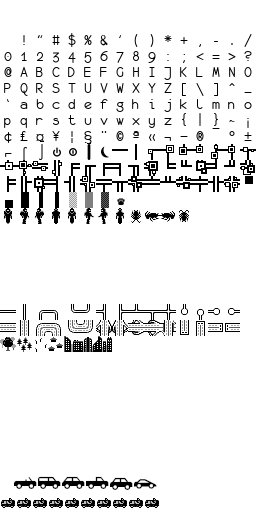 ! " # $ % & ' ( ) * + , - . /
0 1 2 3 4 5 6 7 8 9 : ; < = > ?
@ A B C D E F G H I J K L M N O
P Q R S T U V W X Y Z [ \ ] ^ _
` a b c d e f g h i j k l m n o
p q r s t u v w x y z { | } ~ ¡
¢ £ ¤ ¥ ¦ § ¨ © ª « ¬ - ® ¯ ° ±